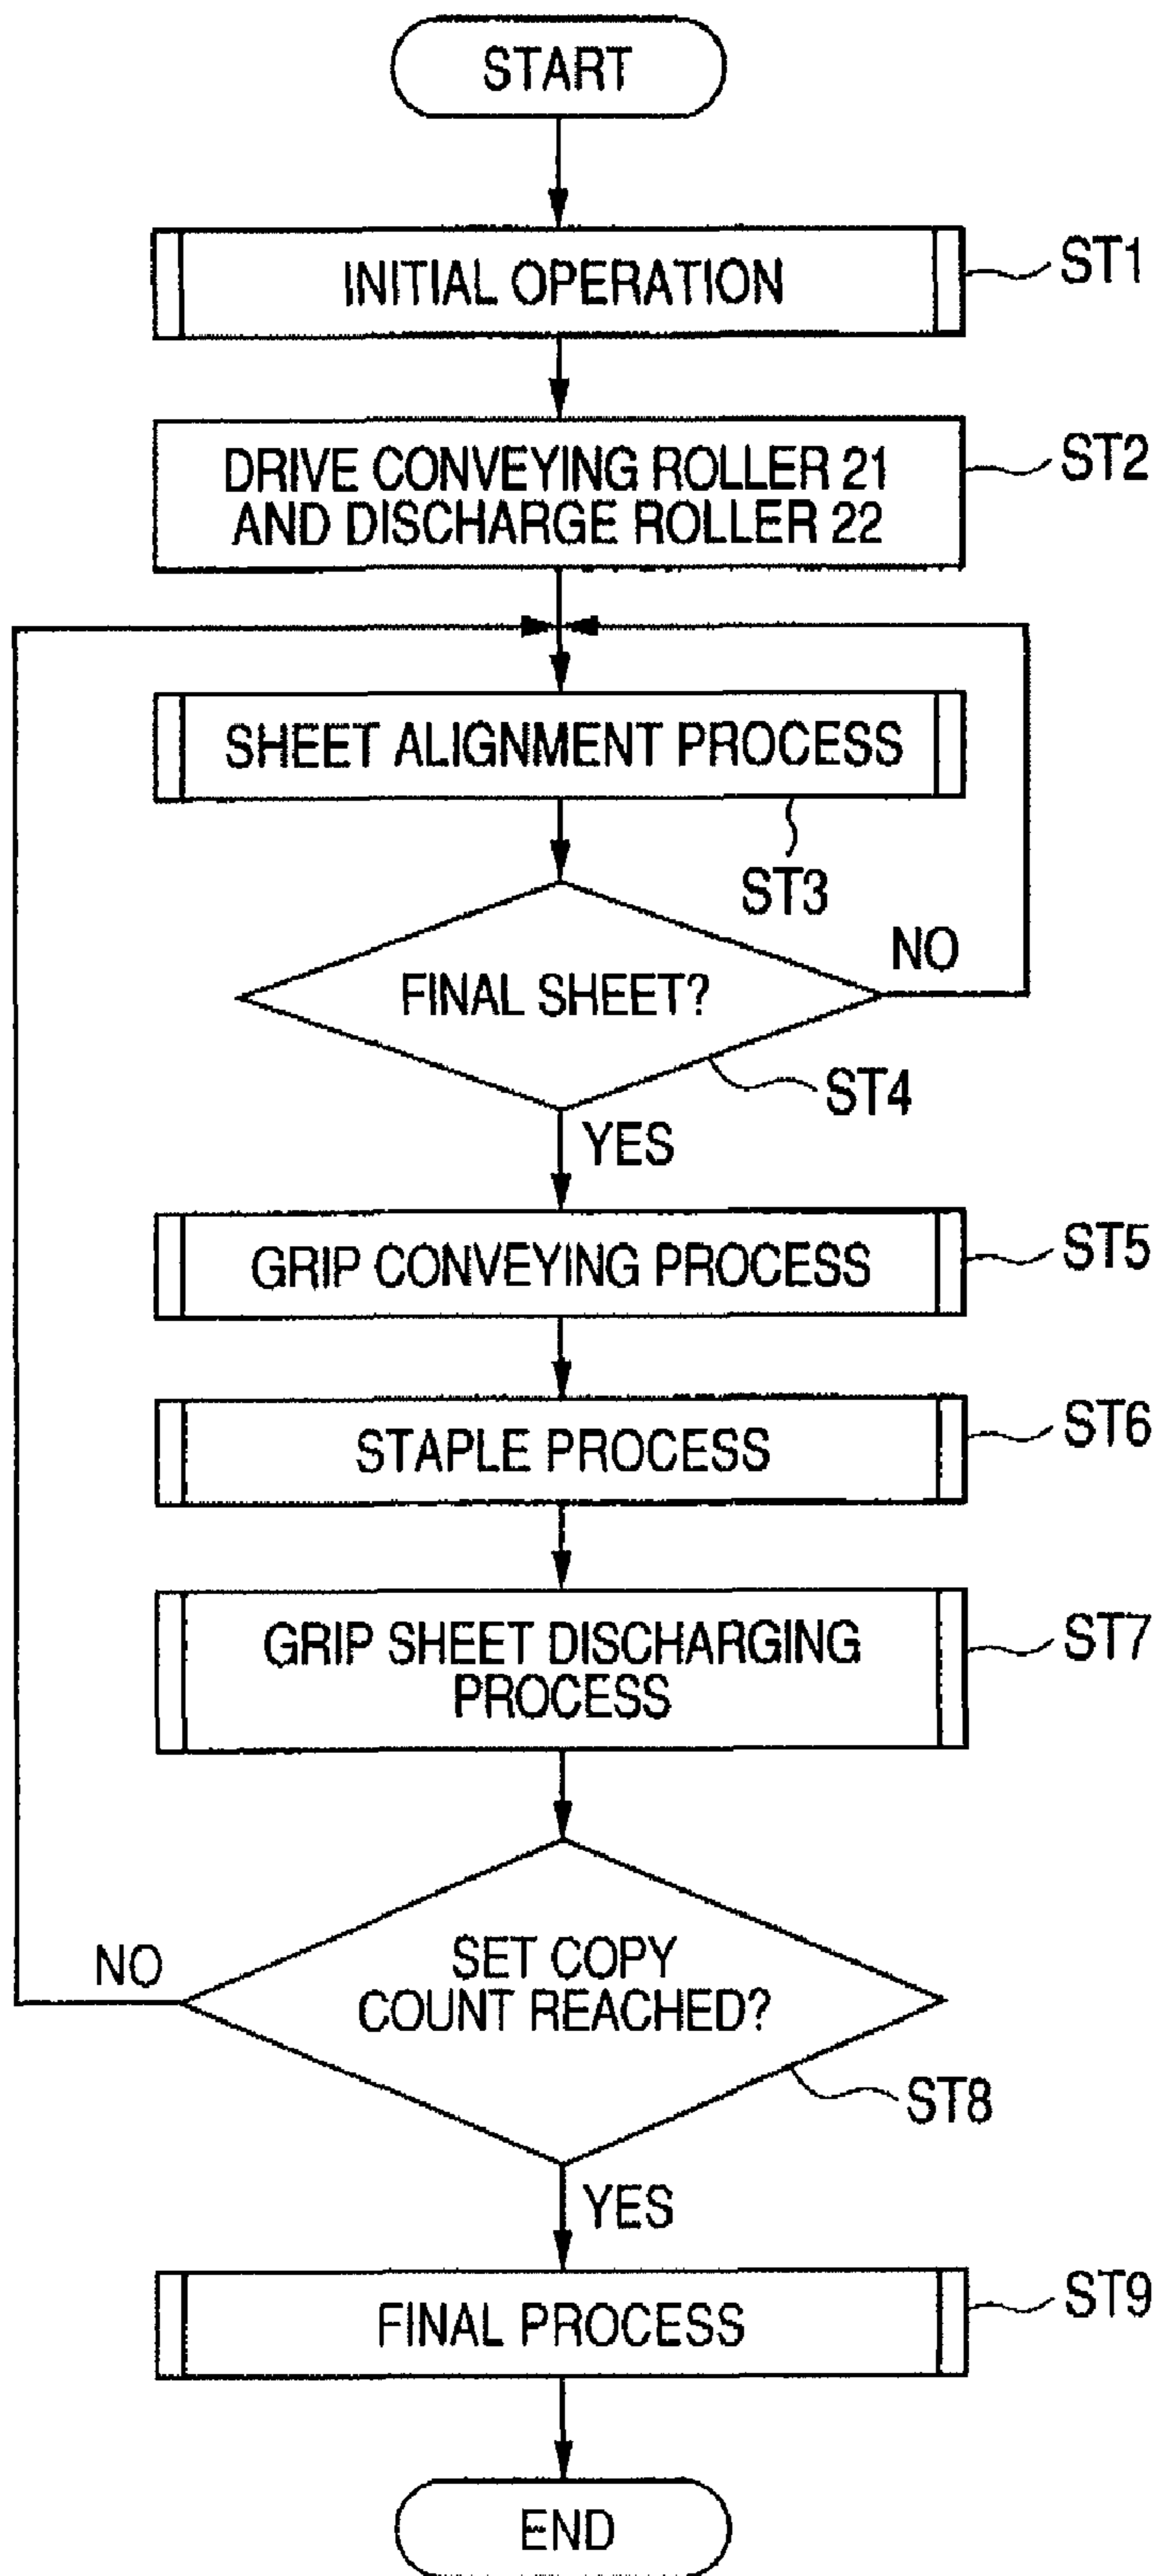 START
INITIAL OPERATION
ST1
DRIVE CONVEYING ROLLER 21
AND DISCHARGE ROLLER 22
ST2
SHEET ALIGNMENT PROCESS
ST3
FINAL SHEET?
NO
ST4
YES
GRIP CONVEYING PROCESS
ST5
STAPLE PROCESS
ST6
GRIP SHEET DISCHARGING
PROCESS
ST7
SET COPY
COUNT REACHED?
NO
ST8
YES
FINAL PROCESS
ST9
END